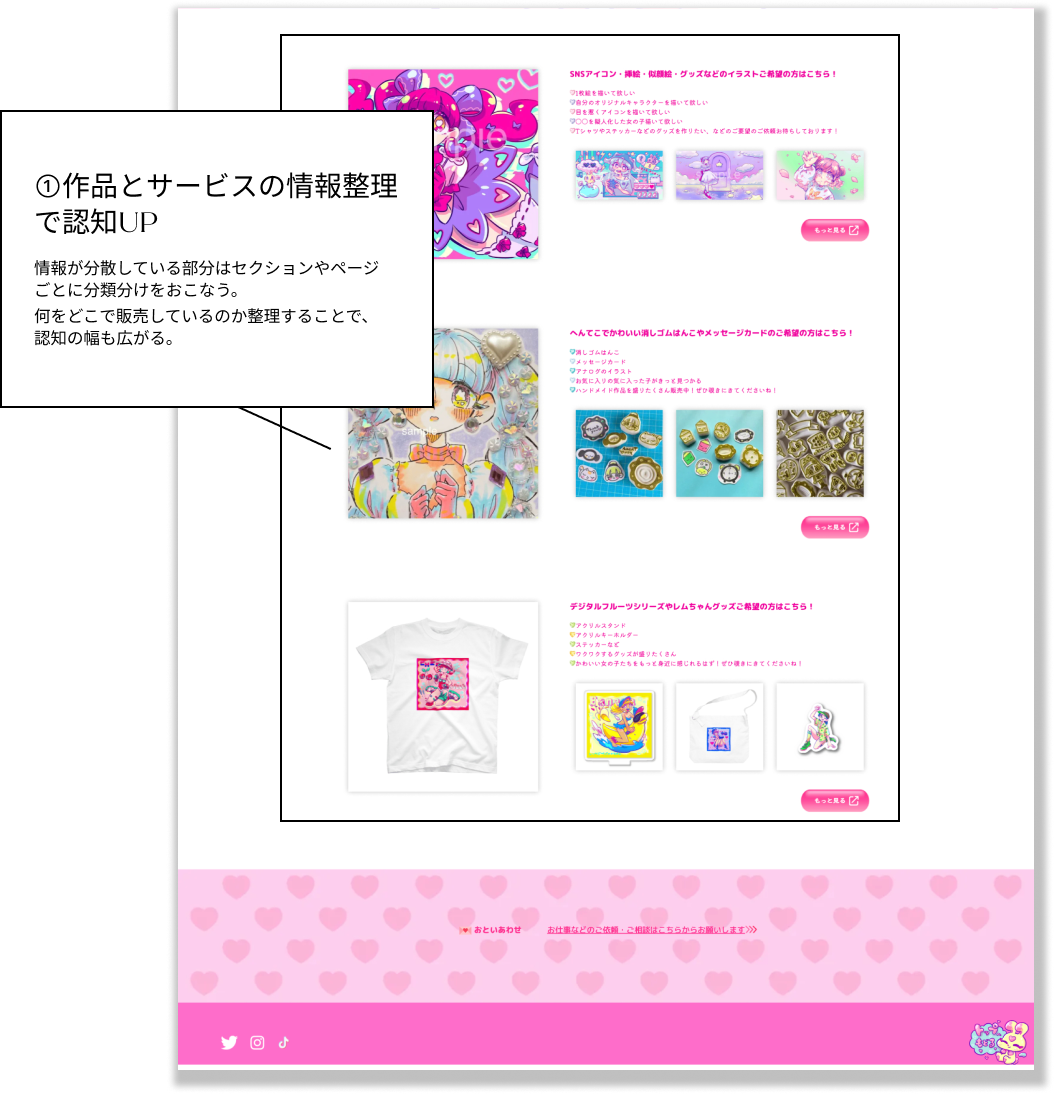 ①作品とサービスの情報整理
で認知UP
情報が分散している部分はセクションやページ
ごとに分類分けをおこなう。
何をどこで販売しているのか整理することで、
認知の幅も広がる。
SNSアイコン・挿絵・似顔絵・グッズなどのイラストご希望の方はこちら！
1枚絵を描いて欲しい
自分のオリジナルキャラクターを描いて欲しい
目を惹くアイコンを描いて欲しい
〇〇を擬人化した女の子描いて欲しい
Tシャツやステッカーなどのグッズを作りたい、などのご要望のご依頼お待ちしております！
もっと見る
へんてこでかわいい消しゴムはんこやメッセージカードのご希望の方はこちら！
消しゴムはんこ
メッセージカード
アナログのイラスト
お気に入りの気に入った子がきっと見つかる
ハンドメイド作品を盛りたくさん販売中！ぜひ覗きにきてくださいね！
sample
もっと見る
デジタルフルーツシリーズやレムちゃんグッズご希望の方はこちら！
アクリルスタンド
アクリルキーホルダー
ステッカーなど
ワクワクするグッズが盛りたくさん
かわいい女の子たちをもっと身近に感じれるはず！ぜひ覗きにきてくださいね！
もっと見る
おといあわせ
お仕事などのご依頼・ご相談はこちらからお願いします